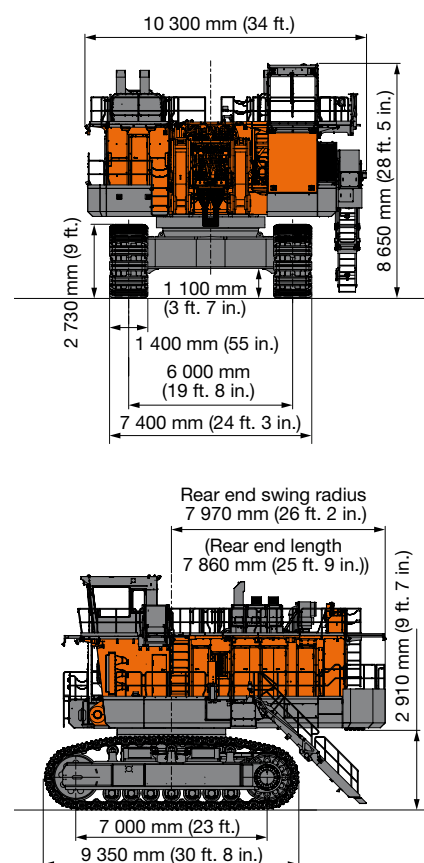 10 300 mm (34 ft.)
8 650 mm (28 ft. 5 in.)
2 730 mm (9 ft.)
1 100 mm
(3 ft. 7 in.)
1 400 mm (55 in.)
6 000 mm
(19 ft. 8 in.)
7 400 mm (24 ft. 3 in.)
Rear end swing radius
7 970 mm (26 ft. 2 in.)
(Rear end length
7 860 mm (25 ft. 9 in.))
2 910 mm (9 ft. 7 in.)
7 000 mm (23 ft.)
9 350 mm (30 ft. 8 in.)